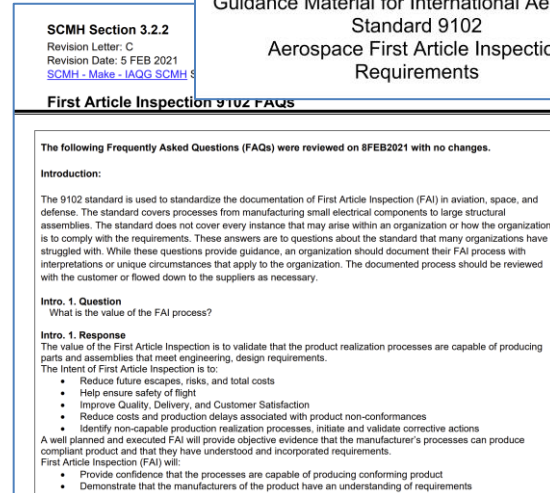 Guidance Material for International Ae
Standard 9102
Aerospace First Article Inspectio
Requirements
SCMH Section 3.2.2
Revision Letter: C
Revision Date: 5 FEB 2021
SCMH - Make - IAQG SCMH S
First Article Inspection 9102 FAQs
The following Frequently Asked Questions (FAQs) were reviewed on 8FEB2021 with no changes.
Introduction:
The 9102 standard is used to standardize the documentation of First Article Inspection (FAI) in aviation, space, and
defense. The standard covers processes from manufacturing small electrical components to large structural
assemblies. The standard does not cover every instance that may arise within an organization or how the organization
is to comply with the requirements. These answers are to questions about the standard that many organizations have
struggled with. While these questions provide guidance, an organization should document their FAI process with
interpretations or unique circumstances that apply to the organization. The documented process should be reviewed
with the customer or flowed down to the suppliers as necessary.
Intro. 1. Question
What is the value of the FAI process?
Intro. 1. Response
The value of the First Article Inspection is to validate that the product realization processes are capable of producing
parts and assemblies that meet engineering, design requirements.
The Intent of First Article Inspection is to:
• Reduce future escapes, risks, and total costs
• Help ensure safety of flight
• Improve Quality, Delivery, and Customer Satisfaction
• Reduce costs and production delays associated with product non-conformances
• Identify non-capable production realization processes, initiate and validate corrective actions
A well planned and executed FAI will provide objective evidence that the manufacturer's processes can produce
compliant product and that they have understood and incorporated requirements.
First Article Inspection (FAI) will:
• Provide confidence that the processes are capable of producing conforming product
• Demonstrate that the manufacturers of the product have an understanding of requirements